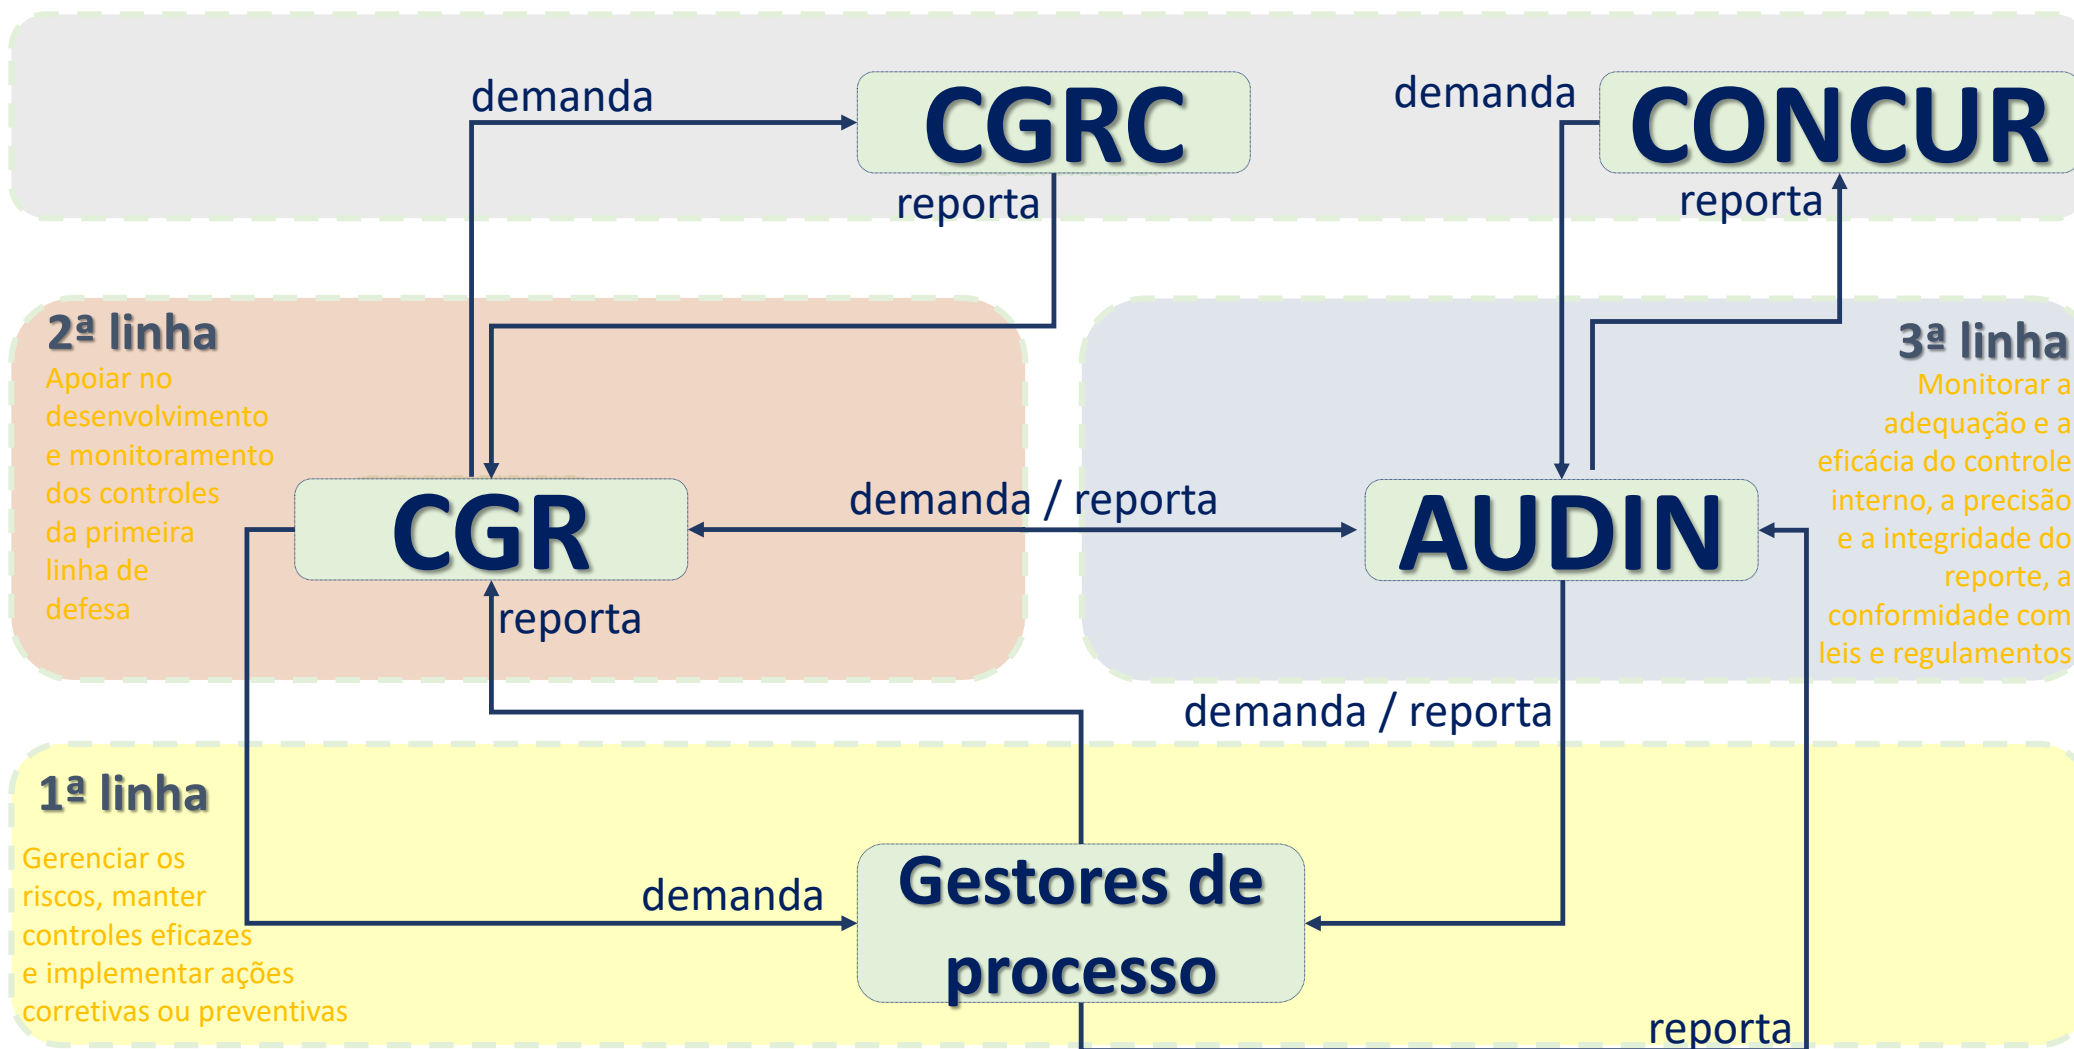 demanda
CGRC
demanda
CONCUR
reporta
reporta
2ª linha
Apoiar no
desenvolvimento
e monitoramento
dos controles
da primeira
linha de
defesa
3ª linha
Monitorar a
adequação e a
eficácia do controle
interno, a precisão
e a integridade do
reporte, a
conformidade com
leis e regulamentos
CGR
demanda / reporta
AUDIN
reporta
demanda / reporta
1ª linha
Gerenciar os
riscos, manter
controles eficazes
e implementar ações
corretivas ou preventivas
demanda
Gestores de
processo
reporta